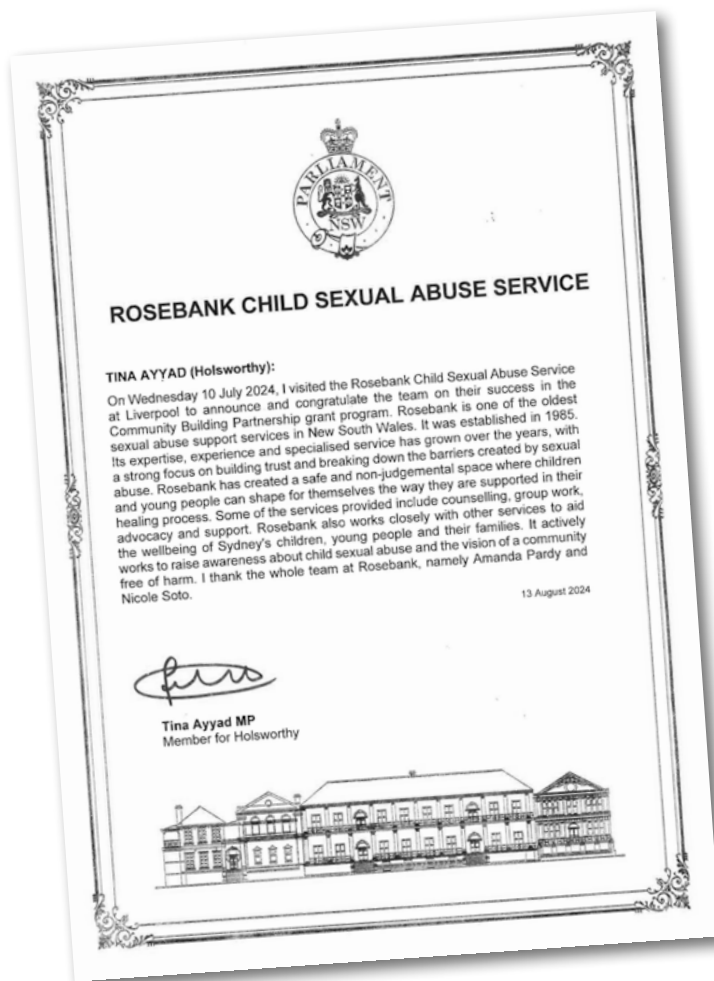 PARLIAMENT
NSW
ROSEBANK CHILD SEXUAL ABUSE SERVICE
TINA AYYAD (Holsworthy):
On Wednesday 10 July 2024, I visited the Rosebank Child Sexual Abuse Service
at Liverpool to announce and congratulate the team on their success in the
Community Building Partnership grant program. Rosebank is one of the oldest
sexual abuse support services in New South Wales. It was established in 1985.
Its expertise, experience and specialised service has grown over the years, with
a strong focus on building trust and breaking down the barriers created by sexual
abuse. Rosebank has created a safe and non-judgemental space where children
and young people can shape for themselves the way they are supported in their
healing process. Some of the services provided include counselling, group work,
advocacy and support. Rosebank also works closely with other services to aid
the wellbeing of Sydney's children, young people and their families. It actively
works to raise awareness about child sexual abuse and the vision of a community
free of harm. I thank the whole team at Rosebank, namely Amanda Pardy and
Nicole Soto.
13 August 2024
Tina Ayyad MP
Member for Holsworthy